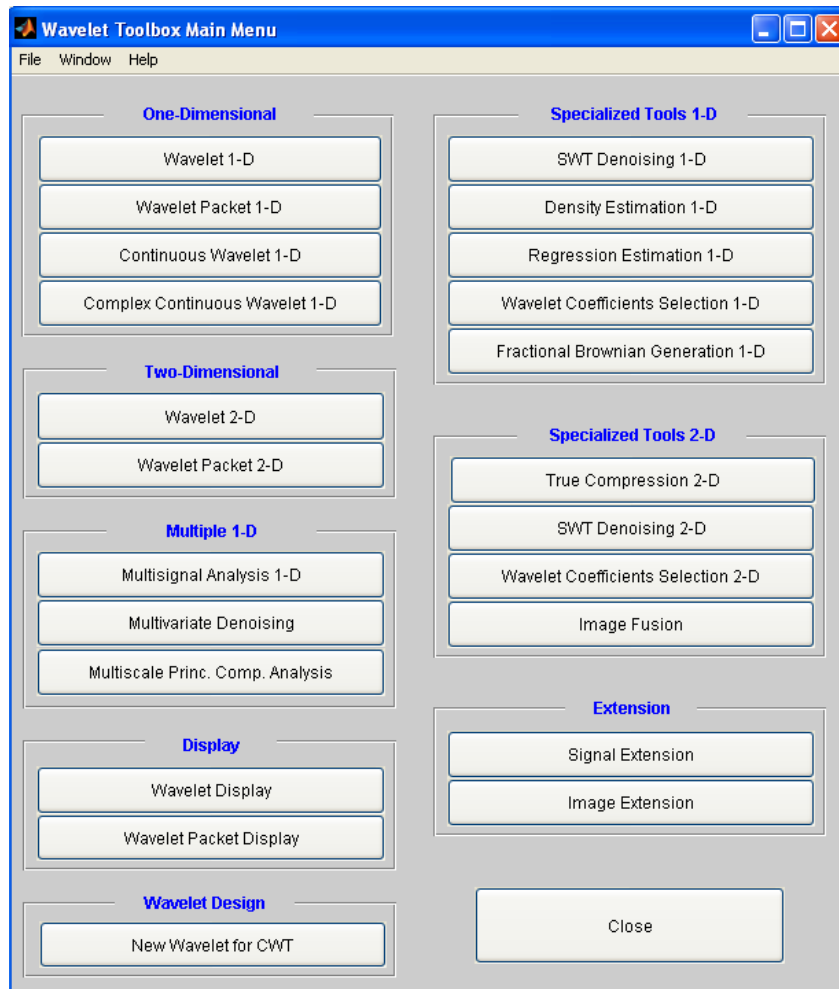 Wavelet Toolbox Main Menu
File Window Help
One-Dimensional
Wavelet 1-D
Wavelet Packet 1-D
Continuous Wavelet 1-D
Complex Continuous Wavelet 1-D
Two-Dimensional
Wavelet 2-D
Wavelet Packet 2-D
Multiple 1-D
Multisignal Analysis 1-D
Multivariate Denoising
Multiscale Princ. Comp. Analysis
Display
Wavelet Display
Wavelet Packet Display
Wavelet Design
New Wavelet for CWT
Specialized Tools 1-D
SWT Denoising 1-D
Density Estimation 1-D
Regression Estimation 1-D
Wavelet Coefficients Selection 1-D
Fractional Brownian Generation 1-D
Specialized Tools 2-D
True Compression 2-D
SWT Denoising 2-D
Wavelet Coefficients Selection 2-D
Image Fusion
Extension
Signal Extension
Image Extension
Close